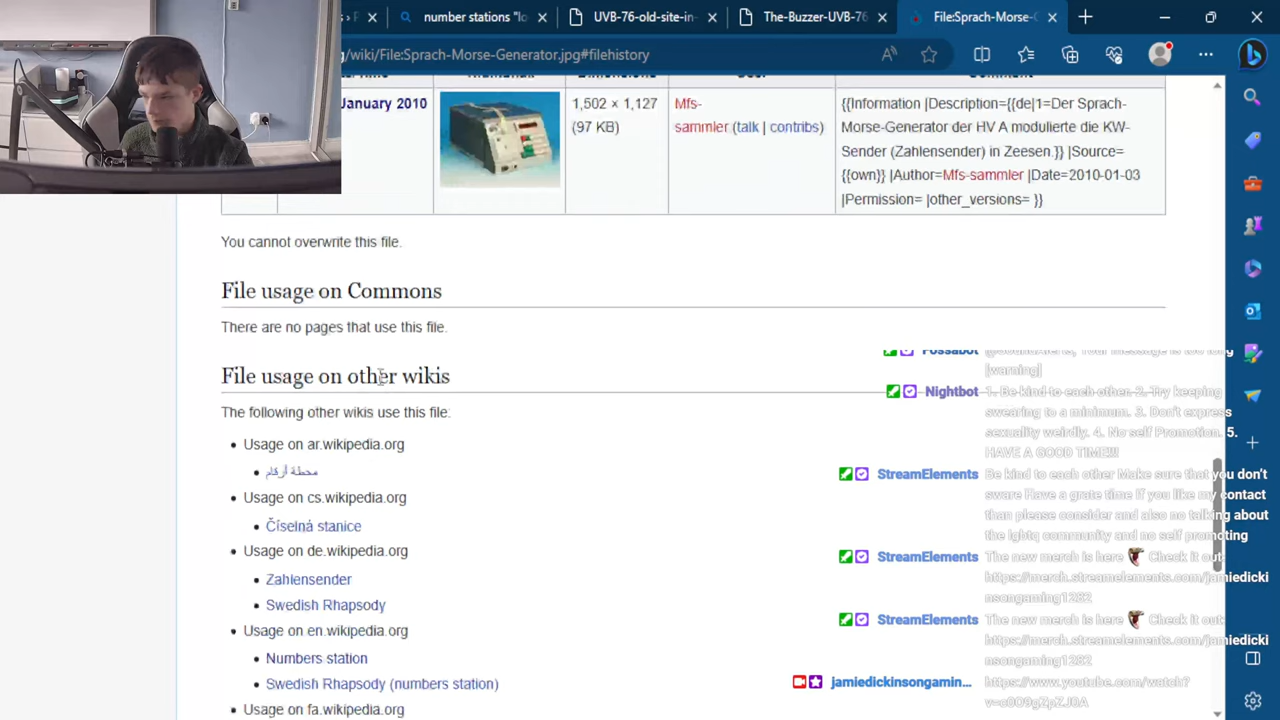 number stations "lo
UVB-76-old-site-in-
The-Buzzer-UVB-76
File:Sprach-Morse-G
g/wiki/File:Sprach-Morse-Generator.jpg#filehistory
January 2010
1,502 × 1,127
(97 KB)
Mfs-
sammler (talk | contribs)
{{Information |Description={{de|1=Der Sprach-
Morse-Generator der HV A modulierte die KW-
Sender (Zahlensender) in Zeesen.}} |Source=
{{own}} |Author=Mfs-sammler |Date=2010-01-03
|Permission= |other_versions= }}
You cannot overwrite this file.
File usage on Commons
There are no pages that use this file.
File usage on other wikis
The following other wikis use this file:
Usage on ar.wikipedia.org
محطة أرقام
Usage on cs.wikipedia.org
Číselná stanice
Usage on de.wikipedia.org
Zahlensender
Swedish Rhapsody
Usage on en.wikipedia.org
Numbers station
Swedish Rhapsody (numbers station)
Usage on fa.wikipedia.org
Fossabot
[warning]
Nightbot 1. Be kind to each other. 2. Try keeping
swearing to a minimum. 3. Don't express
sexuality weirdly. 4. No self Promotion. 5.
HAVE A GOOD TIME!!!
StreamElements Be kind to each other Make sure that you don't
sware Have a grate time If you like my contact
than please consider and also no talking about
the lgbtq community and no self promoting
StreamElements The new merch is here Check it out:
https://merch.streamelements.com/jamiedicki
nsongaming1282
StreamElements The new merch is here Check it out:
https://merch.streamelements.com/jamiedicki
nsongaming1282
jamiedickinsongamin... https://www.youtube.com/watch?